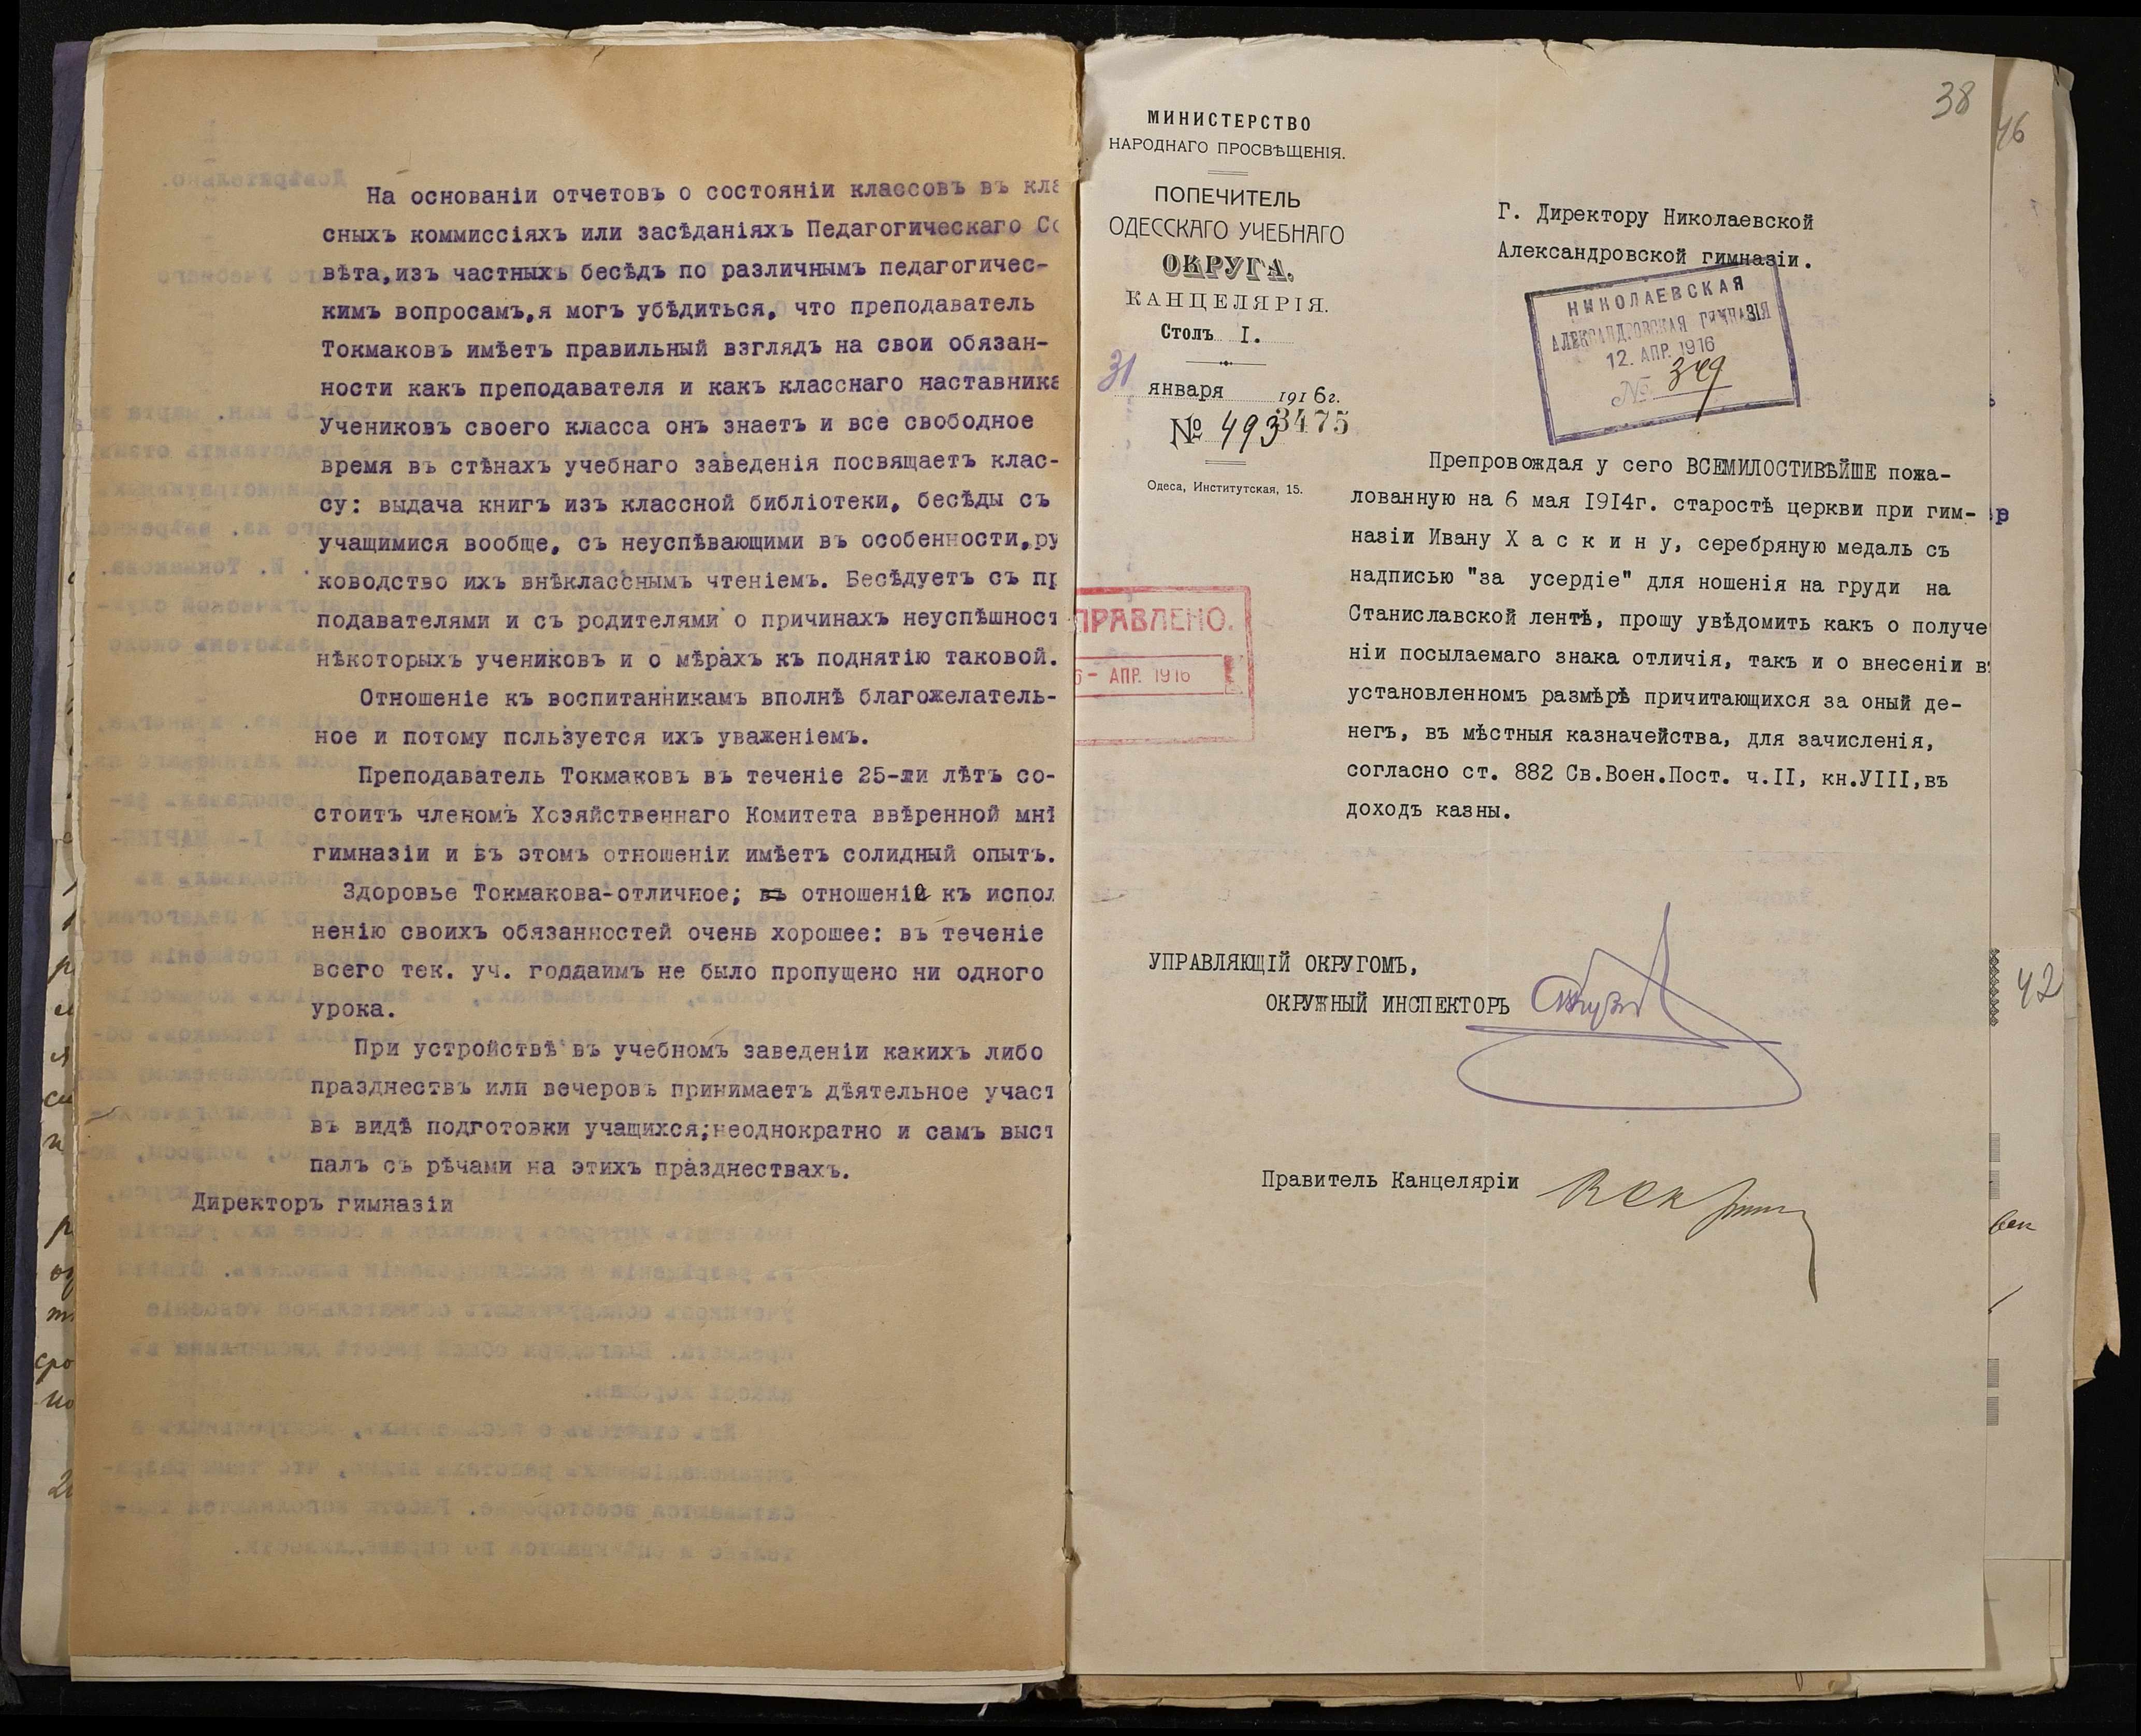 На основаніи отчетовъ о состояніи классовъ въ кла
сныхъ коммиссіяхъ или засѣданіяхъ Педагогическаго Со
вѣта,изъ частныхъ бесѣдъ по различнымъ педагогичес-
кимъ вопросамъ,я могъ убѣдиться, что преподаватель
Токмаковъ имѣетъ правильный взглядъ на свои обязан-
ности какъ преподавателя и какъ класснаго наставника
Учениковъ своего класса онъ знаетъ и все свободное
время въ стѣнахъ учебнаго заведенія посвящаетъ клас-
су: выдача книгъ изъ классной библіотеки, бесѣды съ
учащимися вообще, съ неуспѣвающими въ особенности,ру
ководство ихъ внѣкласснымъ чтеніемъ. Бесѣдуетъ съ пр
подавателями и съ родителями о причинахъ неуспѣшност
нѣкоторыхъ учениковъ и о мѣрахъ къ поднятію таковой.
Отношеніе къ воспитанникамъ вполнѣ благожелатель-
ное и потому пользуется ихъ уваженіемъ.
Преподаватель Токмаковъ въ теченіе 25-ти лѣтъ со-
стоитъ членомъ Хозяйственнаго Комитета ввѣренной мнѣ
гимназіи и въ этомъ отношеніи имѣетъ солидный опытъ.
Здоровье Токмакова-отличное; въ отношеніе къ испол
ненію своихъ обязанностей очень хорошее: въ теченіе
всего тек. уч. годдаимъ не было пропущено ни одного
урока.
При устройствѣ въ учебномъ заведеніи какихъ либо
празднествъ или вечеровъ принимаетъ дѣятельное участ
въ видѣ подготовки учащихся;неоднократно и самъ выст
палъ съ рѣчами на этихъ празднествахъ.
Директоръ гимназіи
38
46
МИНИСТЕРСТВО
НАРОДНАГО ПРОСВѢЩЕНІЯ.
ПОПЕЧИТЕЛЬ
ОДЕССКАГО УЧЕБНАГО
ОКРУГА.
КАНЦЕЛЯРІЯ.
Столъ I.
31 января 1916г.
№ 493
3475
Одеса, Институтская, 15.
ПРАВЛЕНО.
6- АПР. 1916
Г. Директору Николаевской
Александровской гимназіи.
НИКОЛАЕВСКАЯ
АЛЕКСАНДРОВСКАЯ ГИМНАЗІЯ
12. АПР. 1916
№ 349
Препровождая у сего ВСЕМИЛОСТИВѢЙШЕ пожа-
лованную на 6 мая 1914г. старостѣ церкви при гим-
назіи Ивану Х а с к и н у, серебряную медаль съ
надписью "за усердіе" для ношенія на груди на
Станиславской лентѣ, прошу увѣдомить какъ о получе
ніи посылаемаго знака отличія, такъ и о внесеніи въ
установленномъ размѣрѣ причитающихся за оный де-
негъ, въ мѣстныя казначейства, для зачисленія,
согласно ст. 882 Св.Воен.Пост. ч.II, кн.УIII,въ
доходъ казны.
УПРАВЛЯЮЩІЙ ОКРУГОМЪ,
ОКРУЖНЫЙ ИНСПЕКТОРЪ
Правитель Канцеляріи
42